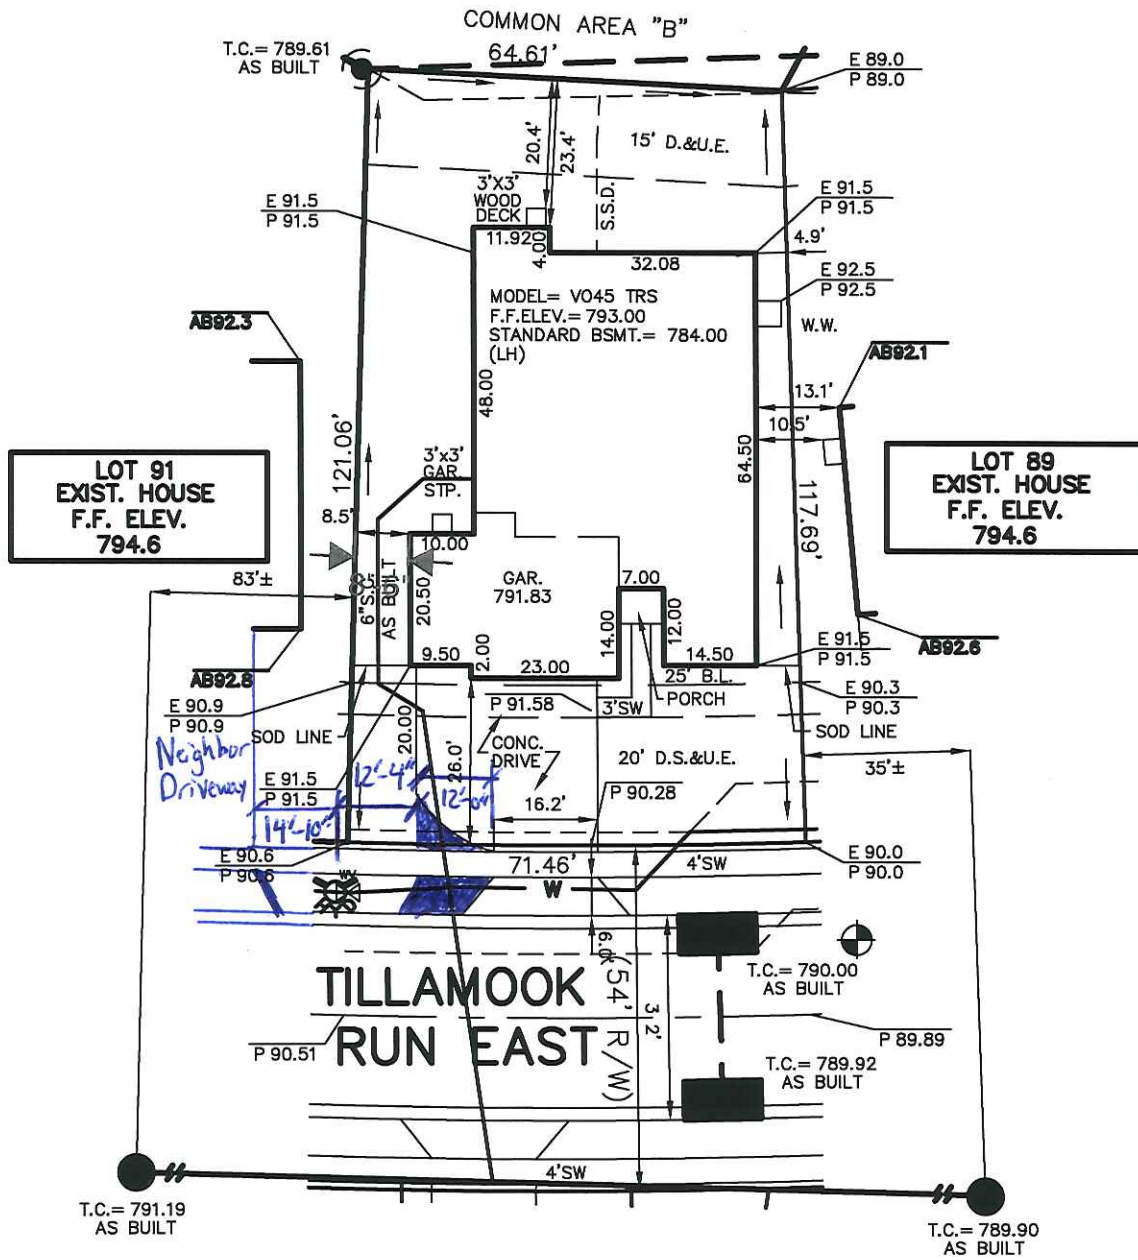 COMMON AREA "B"
T.C.= 789.61
AS BUILT
64.61'
E 89.0
P 89.0
20.4'
23.4'
15' D.&U.E.
S.S.D.
3'X3'
WOOD
DECK
E 91.5
P 91.5
11.92
4.00
32.08
E 91.5
P 91.5
4.9'
E 92.5
P 92.5
MODEL= VO45 TRS
F.F.ELEV.= 793.00
STANDARD BSMT.= 784.00
(LH)
W.W.
AB92.3
AB92.1
13.1'
10.5'
48.00
121.06'
64.50
117.69'
LOT 91
EXIST. HOUSE
F.F. ELEV.
794.6
LOT 89
EXIST. HOUSE
F.F. ELEV.
794.6
3'x3'
GAR.
STP.
8.5'
10.00
83'±
AS BUILT
20.50
GAR.
791.83
7.00
14.00
12.00
AB92.8
AB92.6
9.50
2.00
23.00
14.50
E 91.5
P 91.5
25' B.L.
PORCH
P 91.58
3'SW
E 90.9
P 90.9
E 90.3
P 90.3
SOD LINE
SOD LINE
20.00
26.0'
CONC.
DRIVE
20' D.S.&U.E.
35'±
Neighbor
Driveway
E 91.5
P 91.5
12'-4"
12'-0"
14'-10"
16.2'
P 90.28
E 90.6
P 90.6
71.46'
4'SW
E 90.0
P 90.0
WV
W
6.0'
TILLAMOOK
RUN EAST
(54' R/W)
T.C.= 790.00
AS BUILT
P 90.51
P 89.89
T.C.= 789.92
AS BUILT
4'SW
T.C.= 791.19
AS BUILT
T.C.= 789.90
AS BUILT